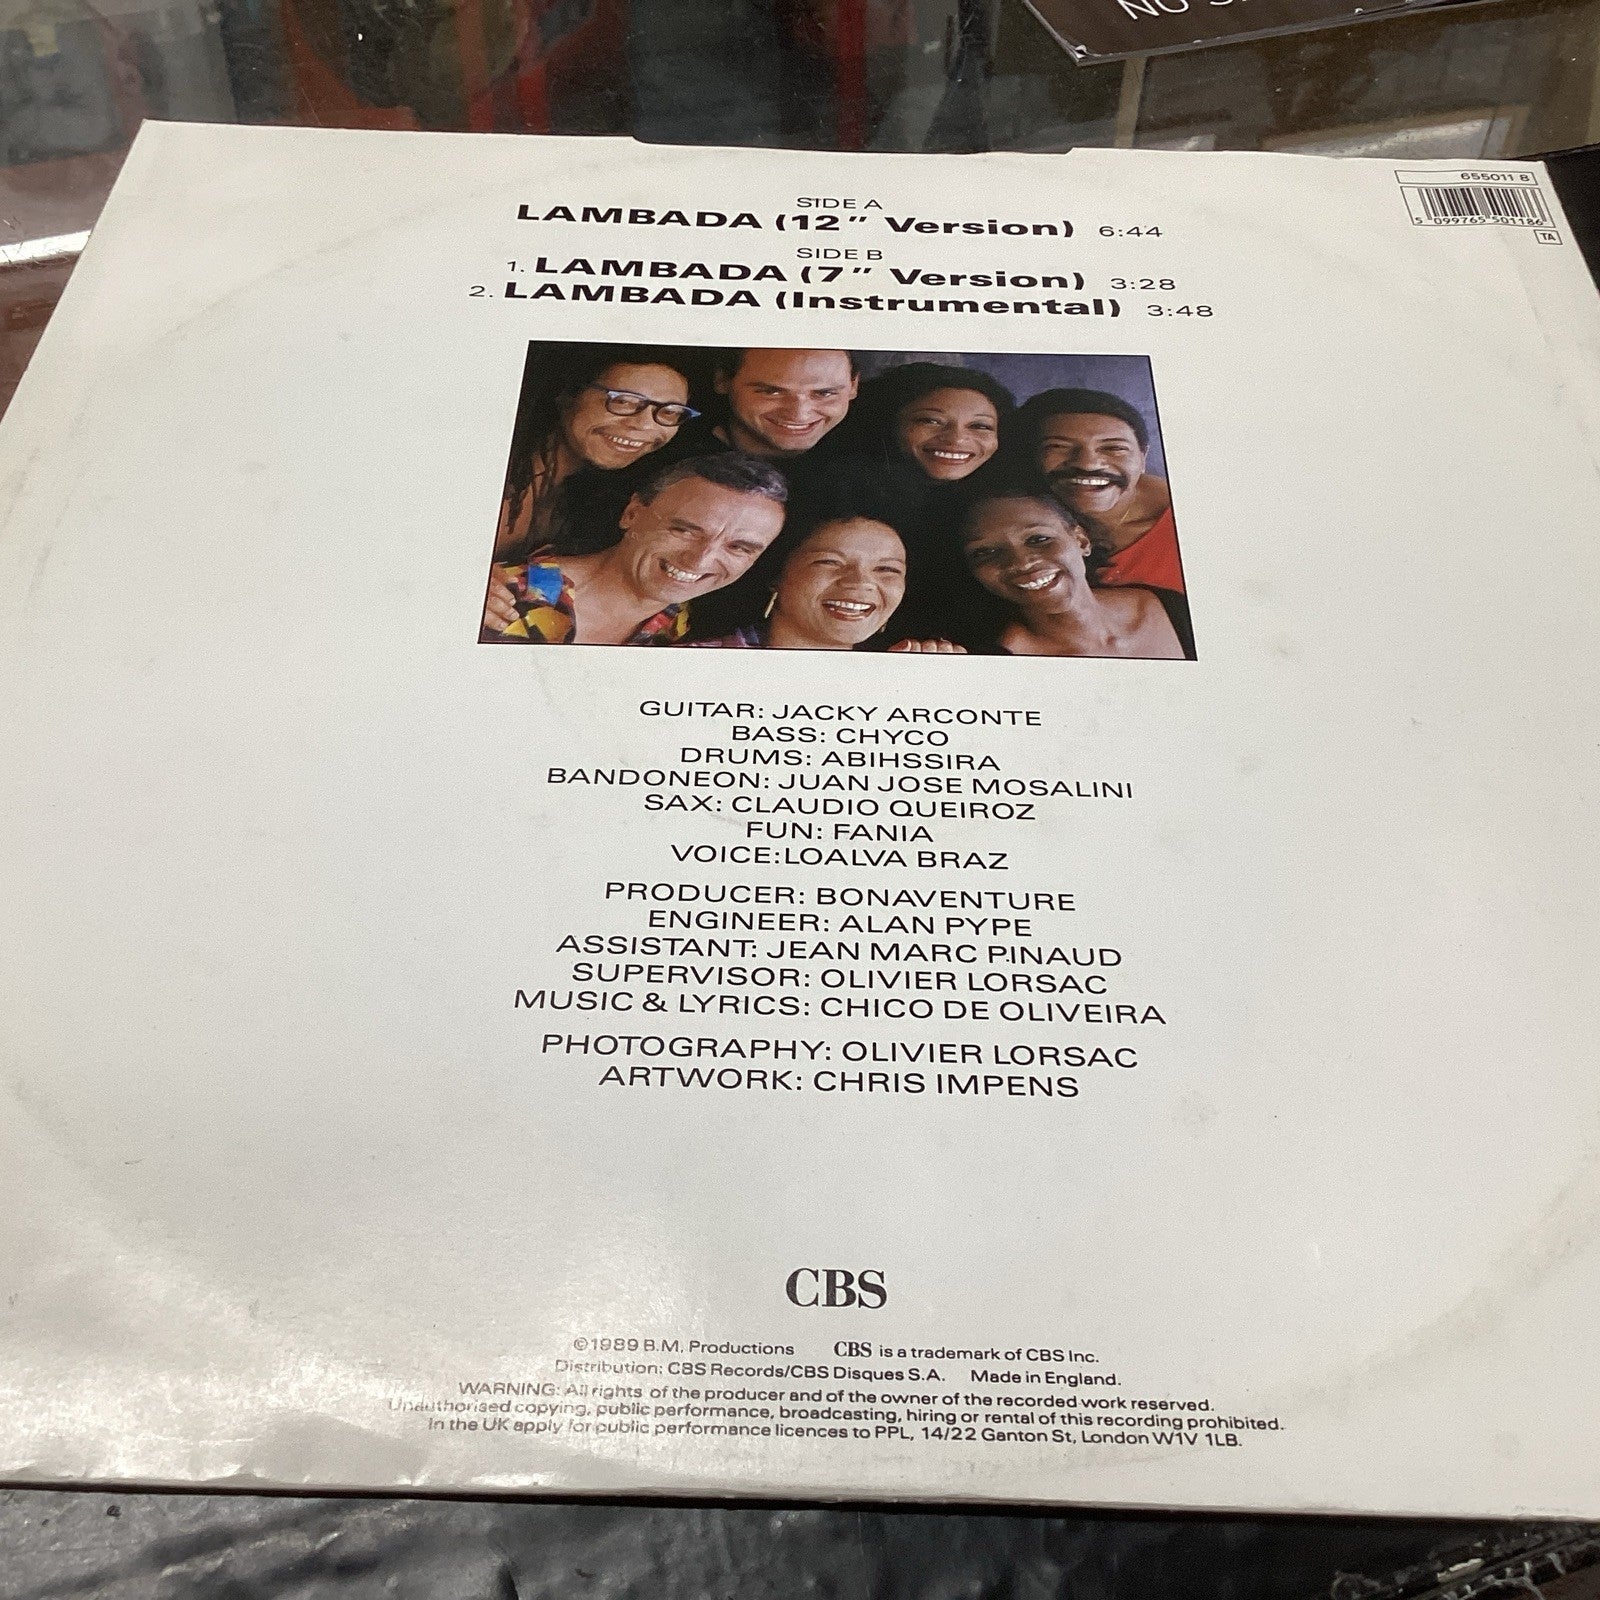 NO S
655011 8
5 099765 501186
TA
SIDE A
LAMBADA (12" Version) 6:44
SIDE B
1. LAMBADA (7" Version) 3:28
2. LAMBADA (Instrumental) 3:48
GUITAR: JACKY ARCONTE
BASS: CHYCO
DRUMS: ABIHSSIRA
BANDONEON: JUAN JOSE MOSALINI
SAX: CLAUDIO QUEIROZ
FUN: FANIA
VOICE:LOALVA BRAZ
PRODUCER: BONAVENTURE
ENGINEER: ALAN PYPE
ASSISTANT: JEAN MARC P.INAUD
SUPERVISOR: OLIVIER LORSAC
MUSIC & LYRICS: CHICO DE OLIVEIRA
PHOTOGRAPHY: OLIVIER LORSAC
ARTWORK: CHRIS IMPENS
CBS
©1989 B.M. Productions CBS is a trademark of CBS Inc.
Distribution: CBS Records/CBS Disques S.A. Made in England.
WARNING: All rights of the producer and of the owner of the recorded work reserved.
Unauthorised copying, public performance, broadcasting, hiring or rental of this recording prohibited.
In the UK apply for public performance licences to PPL, 14/22 Ganton St, London W1V 1LB.